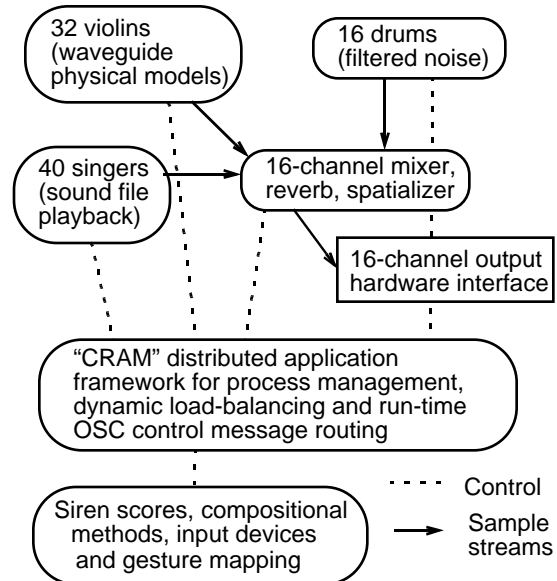 32 violins
(waveguide
physical models)
16 drums
(filtered noise)
40 singers
(sound file
playback)
16-channel mixer,
reverb, spatializer
16-channel output
hardware interface
“CRAM” distributed application
framework for process management,
dynamic load-balancing and run-time
OSC control message routing
Siren scores, compositional
methods, input devices
and gesture mapping
Control
Sample
streams